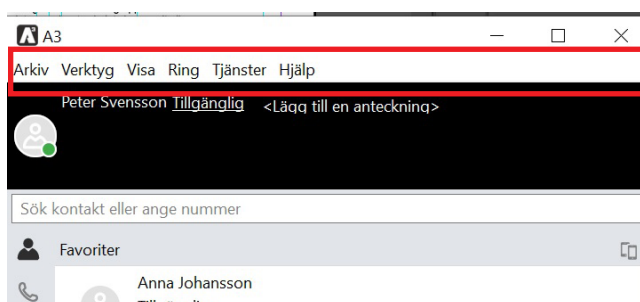 A3
Arkiv Verktyg Visa Ring Tjänster Hjälp
Peter Svensson Tillgänglig <Lägg till en anteckning>
Sök kontakt eller ange nummer
Favoriter
Anna Johansson